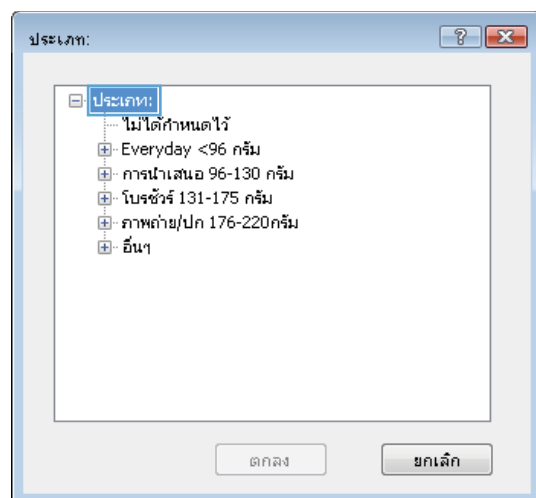 ประเภท:
ประเภท:
ไม่ได้กำหนดไว้
Everyday <96 กรัม
การนำเสนอ 96-130 กรัม
โบรชัวร์ 131-175 กรัม
ภาพถ่าย/ปก 176-220กรัม
อื่นๆ
ตกลง ยกเลิก